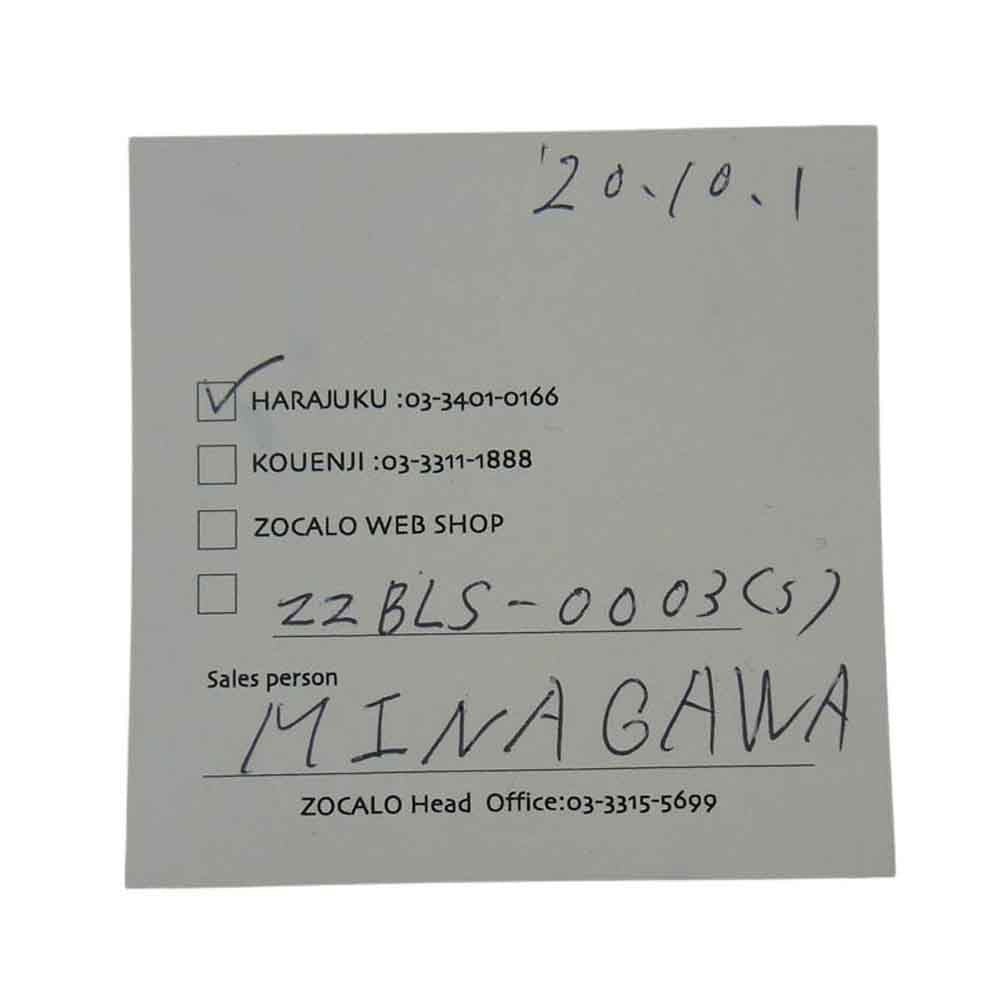 '20.10.1
HARAJUKU :03-3401-0166
KOUENJI :03-3311-1888
ZOCALO WEB SHOP
ZZBLS-0003(S)
Sales person
MINAGAWA
ZOCALO Head Office:03-3315-5699